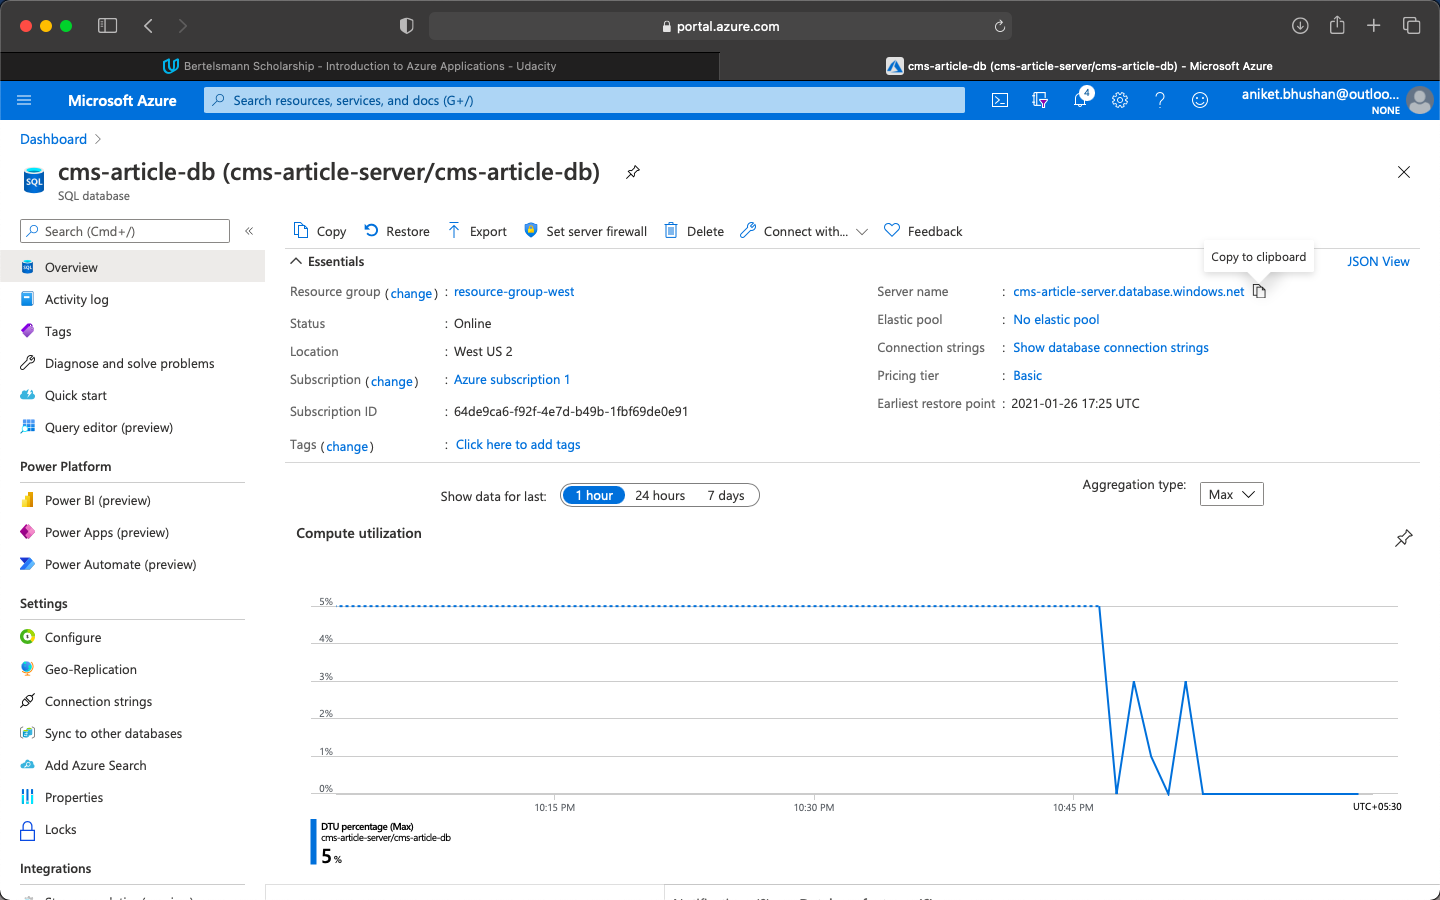 portal.azure.com
Bertelsmann Scholarship - Introduction to Azure Applications - Udacity
cms-article-db (cms-article-server/cms-article-db) - Microsoft Azure
Microsoft Azure
Search resources, services, and docs (G+/)
4
aniket.bhushan@outloo...
NONE
Dashboard
cms-article-db (cms-article-server/cms-article-db)
SQL
SQL database
Search (Cmd+/)
«
Copy
Restore
Export
Set server firewall
Delete
Connect with...
Feedback
Overview
Activity log
Tags
Diagnose and solve problems
Quick start
Query editor (preview)
Power Platform
Power BI (preview)
Power Apps (preview)
Power Automate (preview)
Settings
Configure
Geo-Replication
Connection strings
Sync to other databases
Add Azure Search
Properties
Locks
Integrations
Essentials
Copy to clipboard
JSON View
Resource group (change) : resource-group-west
Status : Online
Location : West US 2
Subscription (change) : Azure subscription 1
Subscription ID : 64de9ca6-f92f-4e7d-b49b-1fbf69de0e91
Tags (change) : Click here to add tags
Server name : cms-article-server.database.windows.net
Elastic pool : No elastic pool
Connection strings : Show database connection strings
Pricing tier : Basic
Earliest restore point : 2021-01-26 17:25 UTC
Show data for last: 1 hour 24 hours 7 days
Aggregation type: Max
Compute utilization
5%
4%
3%
2%
1%
0%
10:15 PM 10:30 PM 10:45 PM UTC+05:30
DTU percentage (Max)
cms-article-server/cms-article-db
5 %